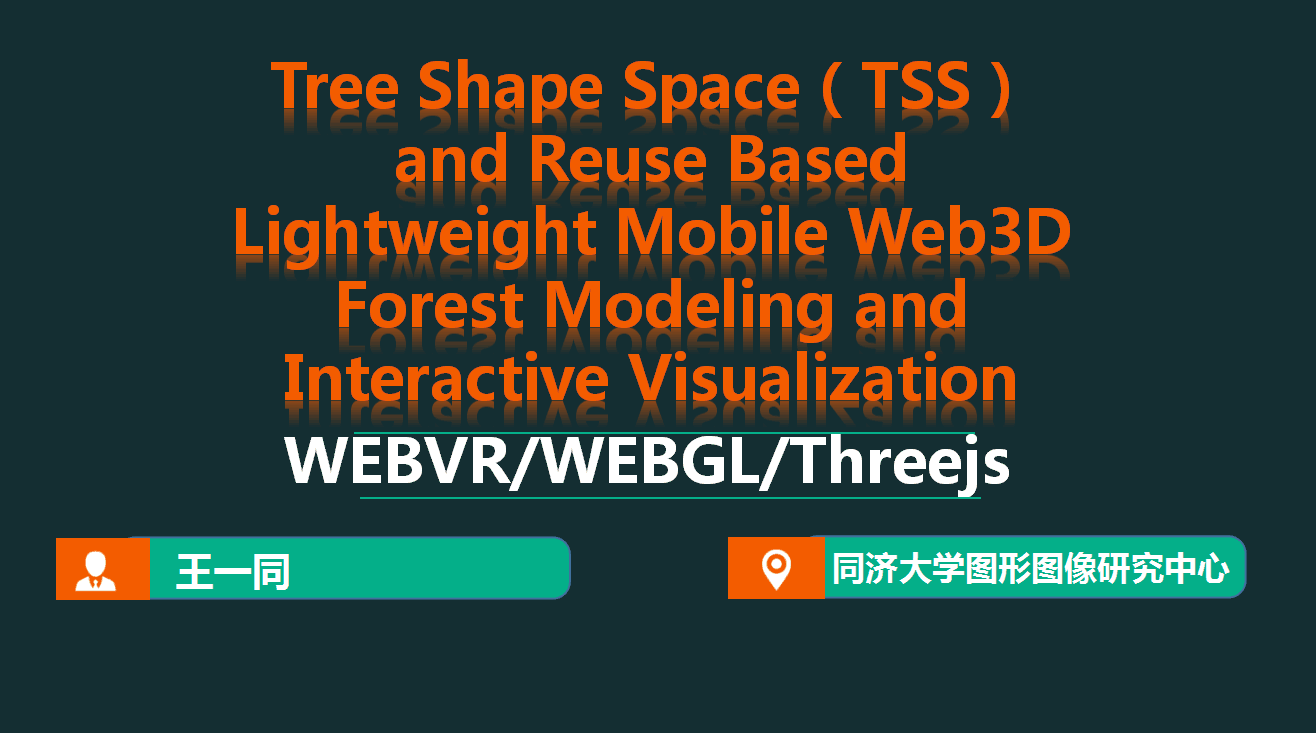 Tree Shape Space（TSS）
and Reuse Based
Lightweight Mobile Web3D
Forest Modeling and
Interactive Visualization
WEBVR/WEBGL/Threejs
王一同
同济大学图形图像研究中心